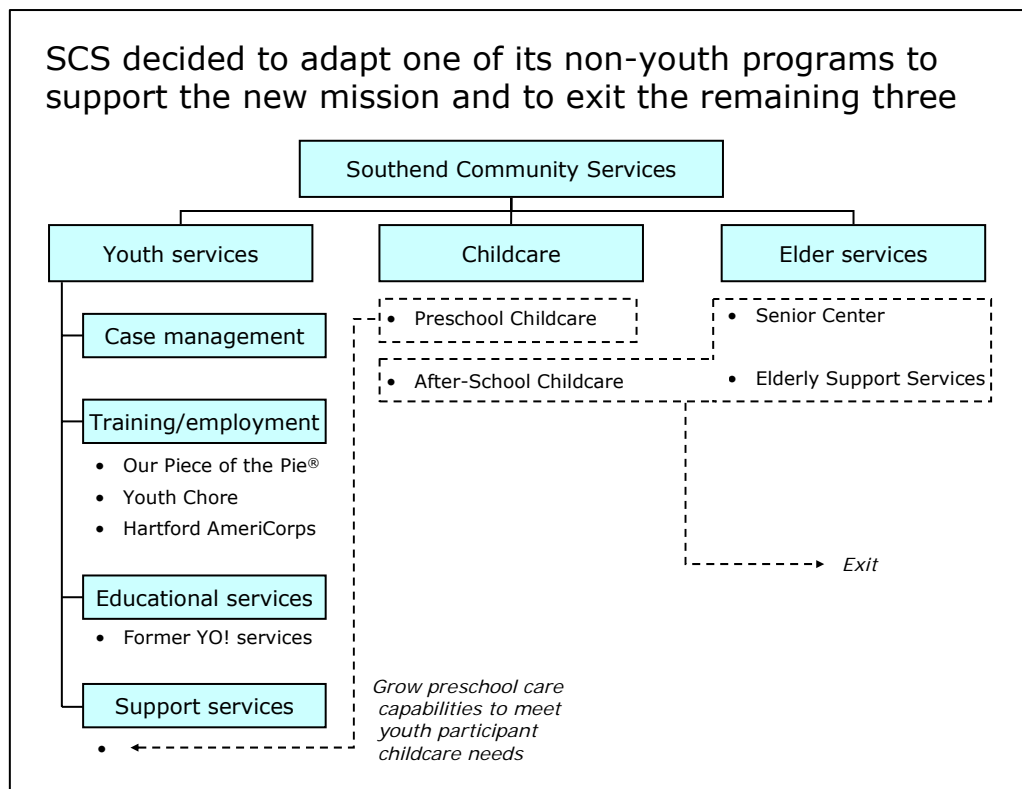 SCS decided to adapt one of its non-youth programs to
support the new mission and to exit the remaining three
Southend Community Services
Youth services
Childcare
Elder services
Case management
Training/employment
• Our Piece of the Pie®
• Youth Chore
• Hartford AmeriCorps
Educational services
• Former YO! services
Support services
•
• Preschool Childcare
• After-School Childcare
• Senior Center
• Elderly Support Services
Exit
Grow preschool care
capabilities to meet
youth participant
childcare needs